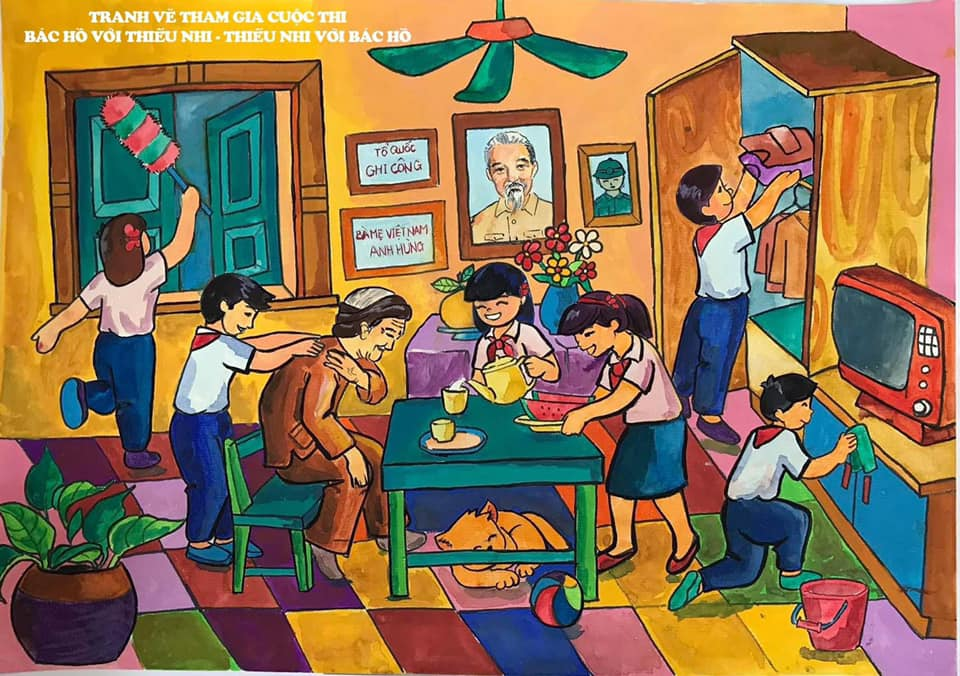 TRANH VẼ THAM GIA CUỘC THI
BÁC HỒ VỚI THIẾU NHI - THIẾU NHI VỚI BÁC HỒ
TỔ QUỐC
GHI CÔNG
BÀ MẸ VIỆT NAM
ANH HÙNG